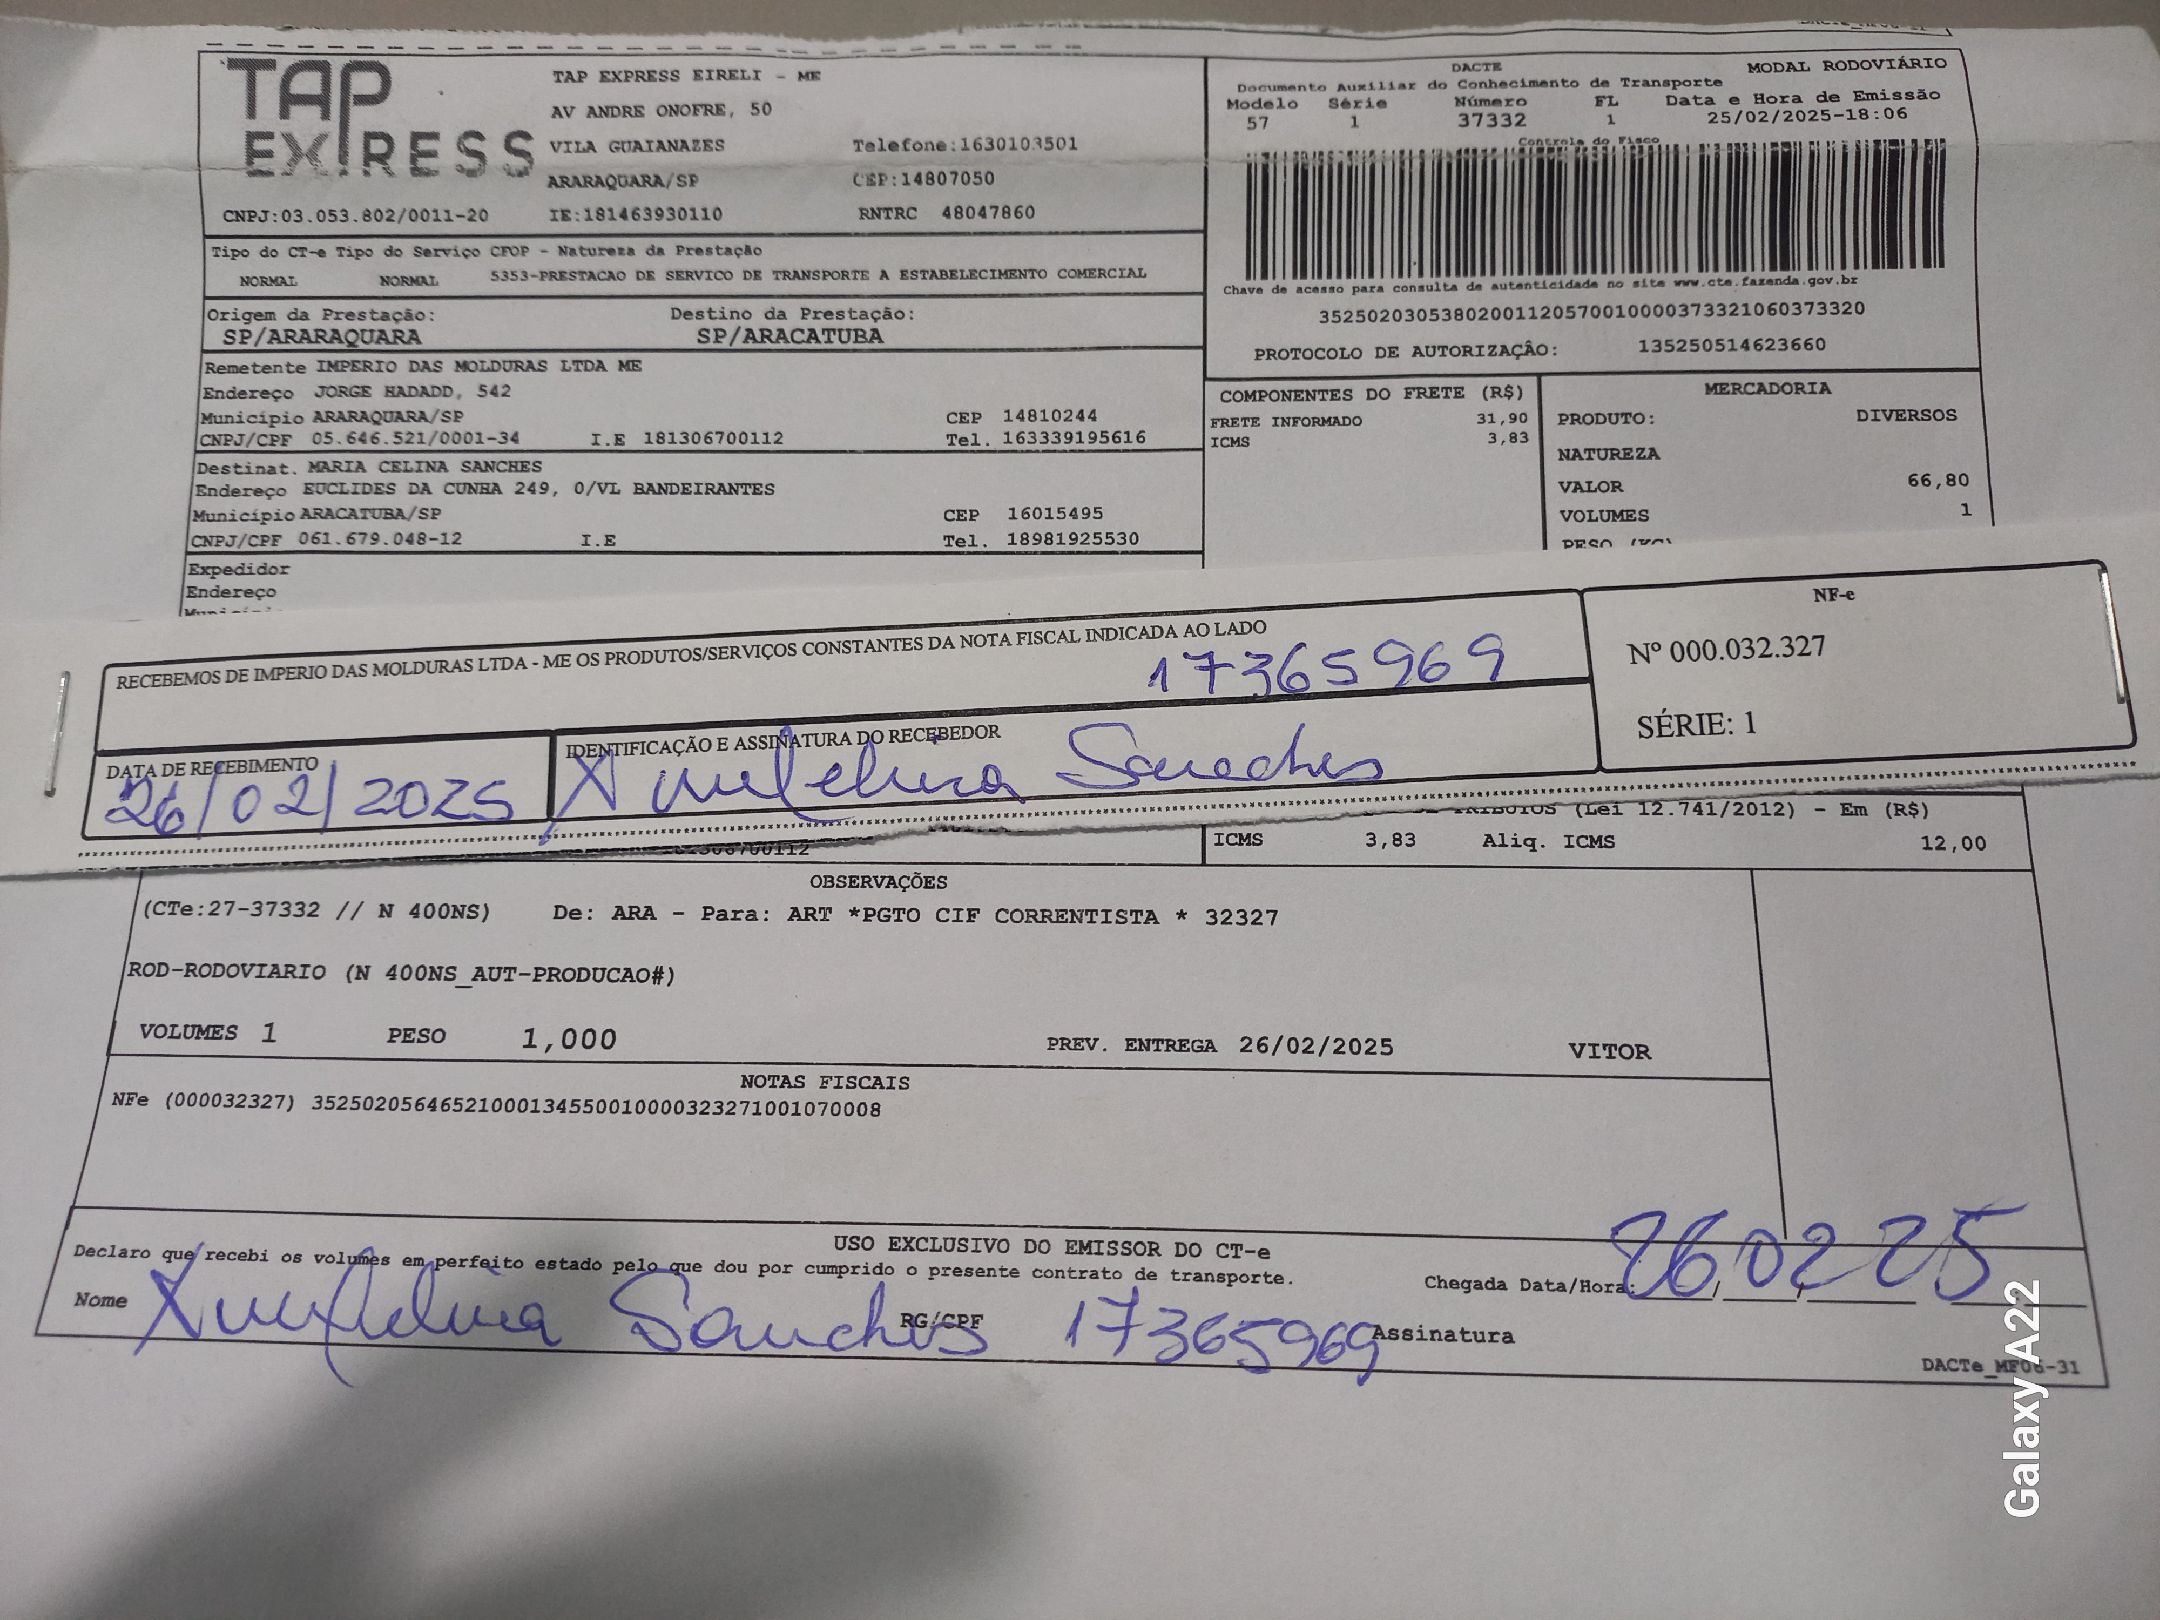 TAP EXPRESS
TAP EXPRESS EIRELI - ME
AV ANDRE ONOFRE, 50
VILA GUAIANAZES Telefone:1630103501
ARARAQUARA/SP CEP:14807050
CNPJ:03.053.802/0011-20 IE:181463930110 RNTRC 48047860
DACTE MODAL RODOVIÁRIO
Documento Auxiliar do Conhecimento de Transporte
Modelo Série Número FL Data e Hora de Emissão
57 1 37332 1 25/02/2025-18:06
Controle do Fisco
Chave de acesso para consulta de autenticidade no site www.cte.fazenda.gov.br
35250203053802001120570010000373321060373320
PROTOCOLO DE AUTORIZAÇÃO: 135250514623660
Tipo do CT-e Tipo do Serviço CFOP - Natureza da Prestação
NORMAL NORMAL 5353-PRESTACAO DE SERVICO DE TRANSPORTE A ESTABELECIMENTO COMERCIAL
Origem da Prestação: Destino da Prestação:
SP/ARARAQUARA SP/ARACATUBA
Remetente IMPERIO DAS MOLDURAS LTDA ME
Endereço JORGE HADADD, 542
Município ARARAQUARA/SP CEP 14810244
CNPJ/CPF 05.646.521/0001-34 I.E 181306700112 Tel. 163339195616
Destinat. MARIA CELINA SANCHES
Endereço EUCLIDES DA CUNHA 249, 0/VL BANDEIRANTES
Município ARACATUBA/SP CEP 16015495
CNPJ/CPF 061.679.048-12 I.E Tel. 18981925530
Expedidor
Endereço
COMPONENTES DO FRETE (R$)
FRETE INFORMADO 31,90
ICMS 3,83
MERCADORIA
PRODUTO: DIVERSOS
NATUREZA
VALOR 66,80
VOLUMES 1
PESO (KG)
RECEBEMOS DE IMPERIO DAS MOLDURAS LTDA - ME OS PRODUTOS/SERVIÇOS CONSTANTES DA NOTA FISCAL INDICADA AO LADO
17365969
DATA DE RECEBIMENTO
26/02/2025
IDENTIFICAÇÃO E ASSINATURA DO RECEBEDOR
X Sanches
NF-e
Nº 000.032.327
SÉRIE: 1
TRIBUTOS (Lei 12.741/2012) - Em (R$)
181306700112 ICMS 3,83 Aliq. ICMS 12,00
OBSERVAÇÕES
(CTe:27-37332 // N 400NS) De: ARA - Para: ART *PGTO CIF CORRENTISTA * 32327
ROD-RODOVIARIO (N 400NS_AUT-PRODUCAO#)
VOLUMES 1 PESO 1,000 PREV. ENTREGA 26/02/2025 VITOR
NOTAS FISCAIS
NFe (000032327) 35250205646521000134550010000323271001070008
USO EXCLUSIVO DO EMISSOR DO CT-e
Declaro que recebi os volumes em perfeito estado pelo que dou por cumprido o presente contrato de transporte.
Chegada Data/Hora: 26/02/25
Nome X Sanches RG/CPF 17365969 Assinatura
DACTe_MF06-31
Galaxy A22